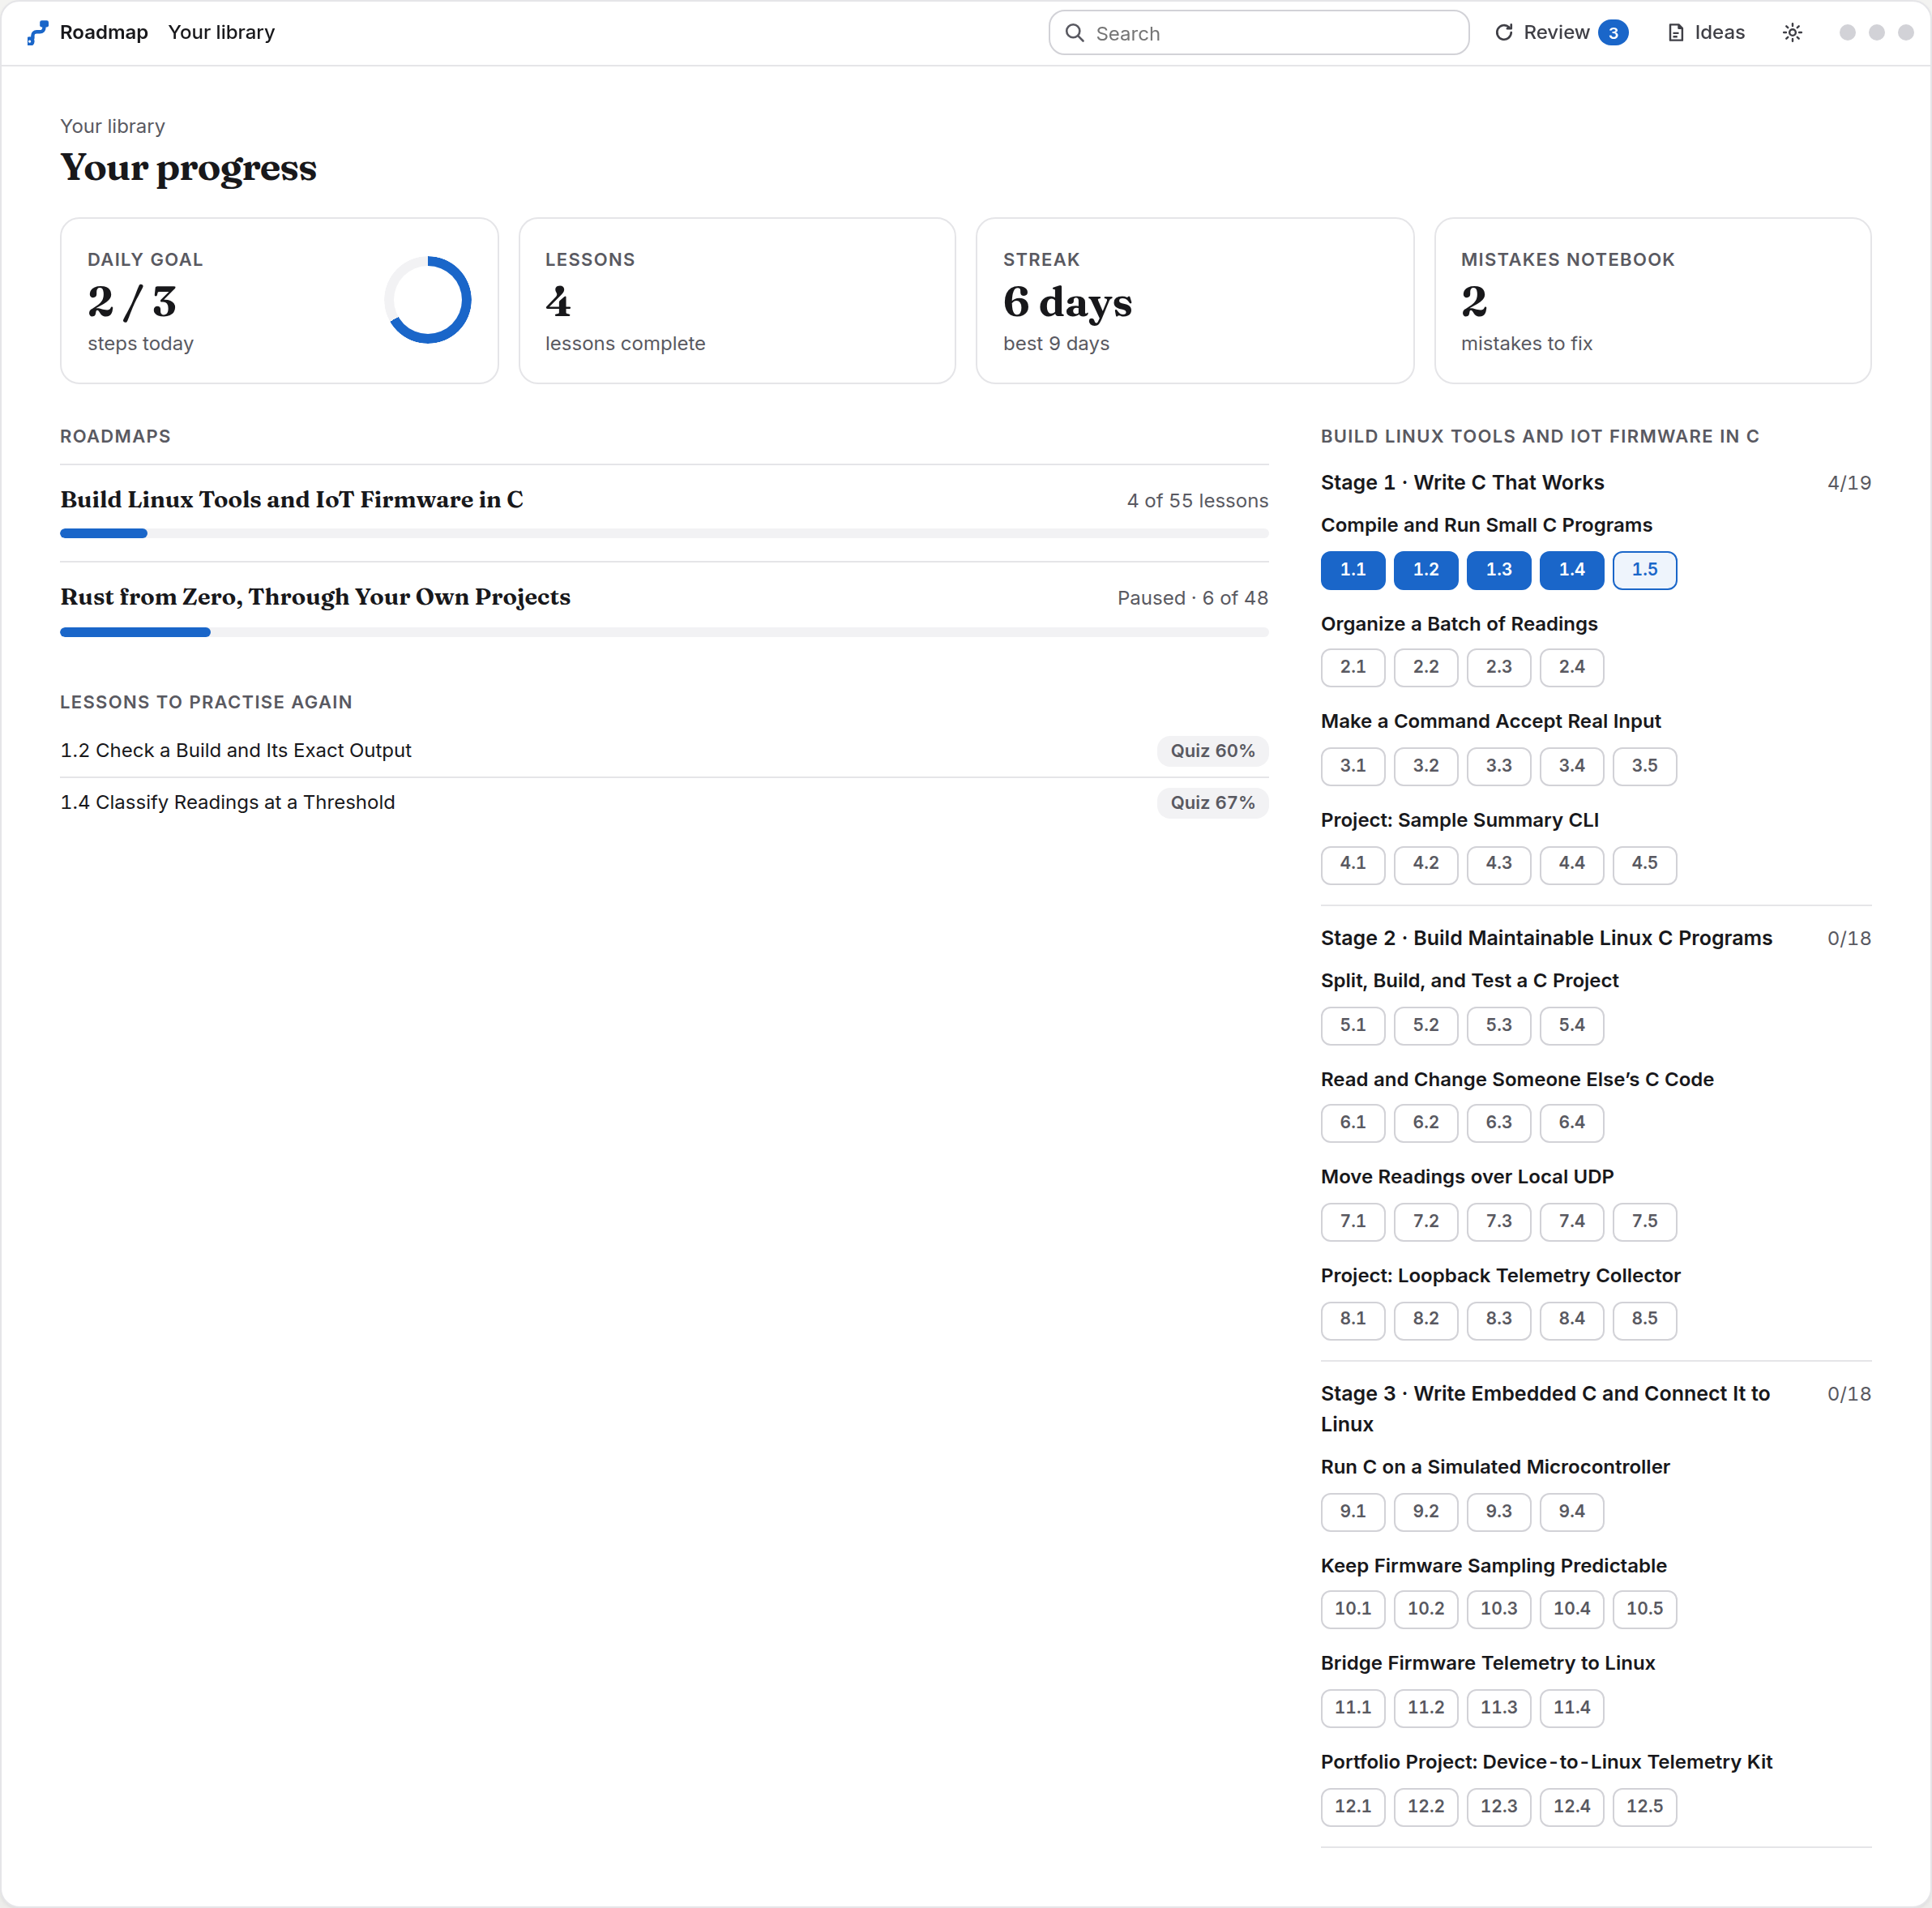 Roadmap Your library
Search
Review 3
Ideas
Your library
Your progress
DAILY GOAL
2 / 3
steps today
LESSONS
4
lessons complete
STREAK
6 days
best 9 days
MISTAKES NOTEBOOK
2
mistakes to fix
ROADMAPS
Build Linux Tools and IoT Firmware in C
4 of 55 lessons
Rust from Zero, Through Your Own Projects
Paused · 6 of 48
LESSONS TO PRACTISE AGAIN
1.2 Check a Build and Its Exact Output
Quiz 60%
1.4 Classify Readings at a Threshold
Quiz 67%
BUILD LINUX TOOLS AND IOT FIRMWARE IN C
Stage 1 · Write C That Works 4/19
Compile and Run Small C Programs
1.1 1.2 1.3 1.4 1.5
Organize a Batch of Readings
2.1 2.2 2.3 2.4
Make a Command Accept Real Input
3.1 3.2 3.3 3.4 3.5
Project: Sample Summary CLI
4.1 4.2 4.3 4.4 4.5
Stage 2 · Build Maintainable Linux C Programs 0/18
Split, Build, and Test a C Project
5.1 5.2 5.3 5.4
Read and Change Someone Else’s C Code
6.1 6.2 6.3 6.4
Move Readings over Local UDP
7.1 7.2 7.3 7.4 7.5
Project: Loopback Telemetry Collector
8.1 8.2 8.3 8.4 8.5
Stage 3 · Write Embedded C and Connect It to 0/18
Linux
Run C on a Simulated Microcontroller
9.1 9.2 9.3 9.4
Keep Firmware Sampling Predictable
10.1 10.2 10.3 10.4 10.5
Bridge Firmware Telemetry to Linux
11.1 11.2 11.3 11.4
Portfolio Project: Device-to-Linux Telemetry Kit
12.1 12.2 12.3 12.4 12.5